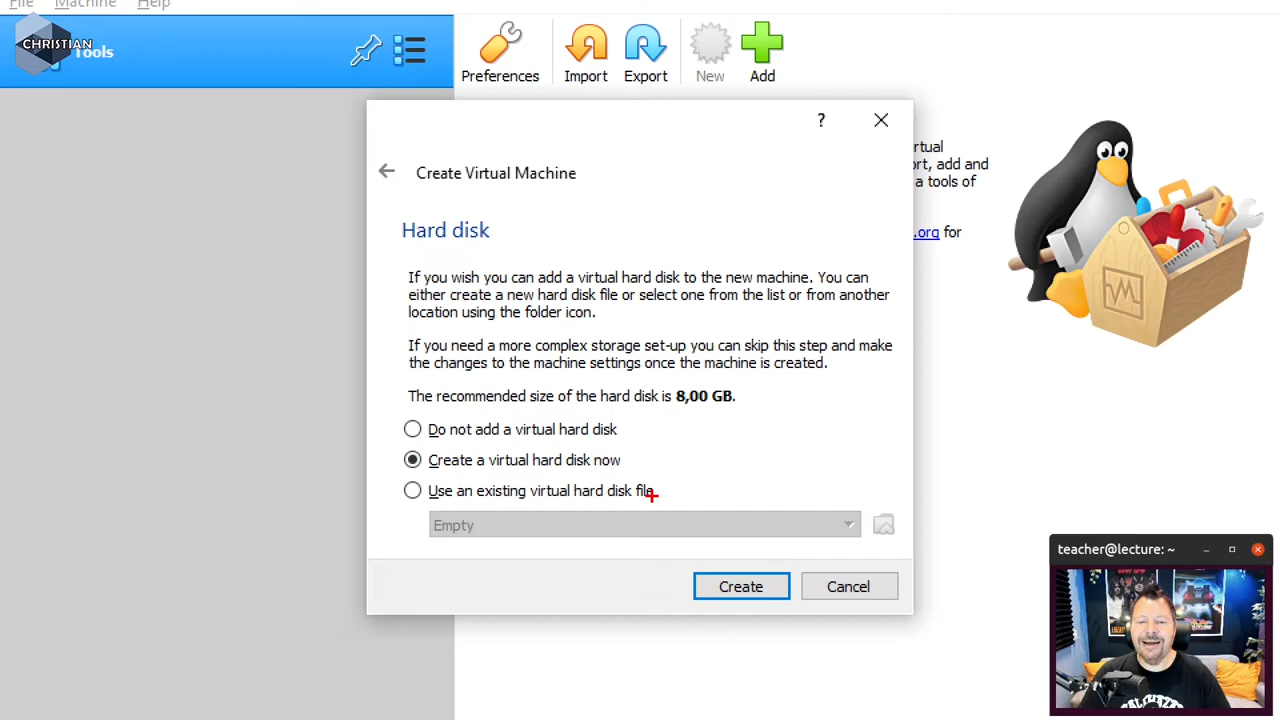 File Machine Help
CHRISTIAN
Tools
Preferences Import Export New Add
rtual
ort, add and
a tools of
.org for
? 
Create Virtual Machine
Hard disk
If you wish you can add a virtual hard disk to the new machine. You can
either create a new hard disk file or select one from the list or from another
location using the folder icon.
If you need a more complex storage set-up you can skip this step and make
the changes to the machine settings once the machine is created.
The recommended size of the hard disk is 8,00 GB.
Do not add a virtual hard disk
Create a virtual hard disk now
Use an existing virtual hard disk file
Empty
Create Cancel
teacher@lecture: ~